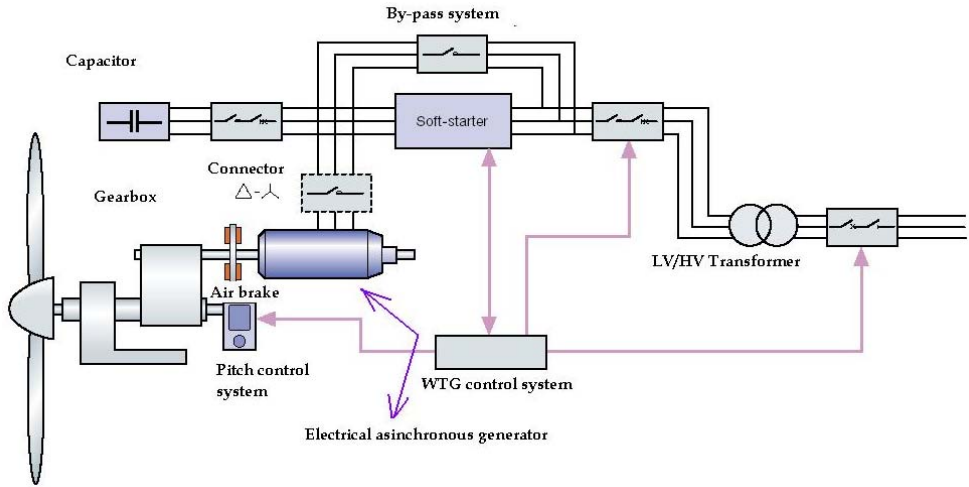 By-pass system
Capacitor
Soft-starter
Connector
Gearbox
LV/HV Transformer
Air brake
Pitch control
system
WTG control system
Electrical asinchronous generator